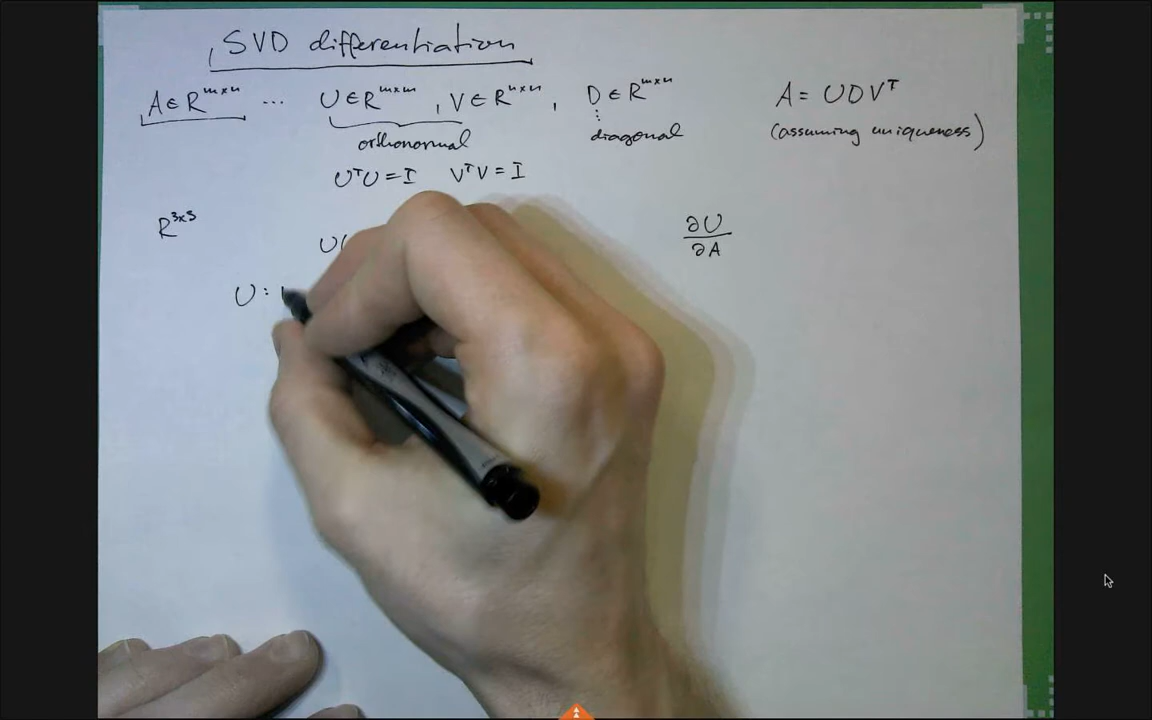 SVD differentiation
A ∈ R^{m×n} ... U ∈ R^{m×m}, V ∈ R^{n×n}, D ∈ R^{m×n} A = UDV^T
orthonormal diagonal (assuming uniqueness)
U^TU = I V^TV = I
R^{3×3} U( ∂U/∂A
U: